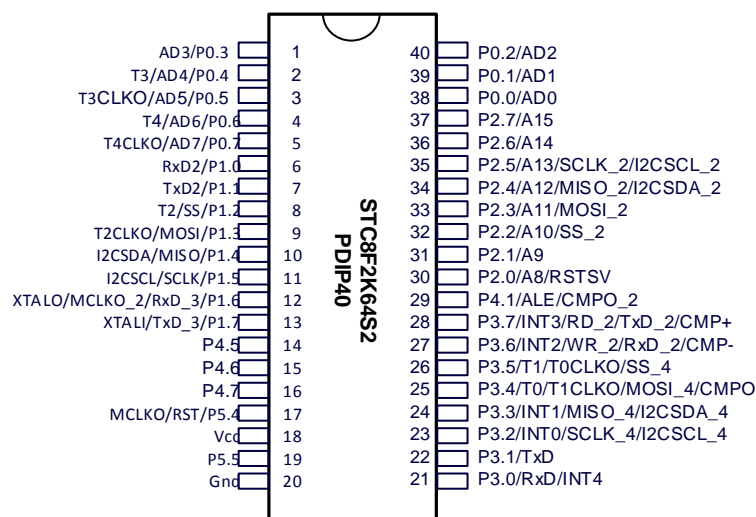 AD3/P0.3 1 40 P0.2/AD2
T3/AD4/P0.4 2 39 P0.1/AD1
T3CLKO/AD5/P0.5 3 38 P0.0/AD0
T4/AD6/P0.6 4 37 P2.7/A15
T4CLKO/AD7/P0.7 5 36 P2.6/A14
RxD2/P1.0 6 35 P2.5/A13/SCLK_2/I2CSCL_2
TxD2/P1.1 7 34 P2.4/A12/MISO_2/I2CSDA_2
T2/SS/P1.2 8 33 P2.3/A11/MOSI_2
T2CLKO/MOSI/P1.3 9 32 P2.2/A10/SS_2
I2CSDA/MISO/P1.4 10 31 P2.1/A9
I2CSCL/SCLK/P1.5 11 30 P2.0/A8/RSTSV
XTALO/MCLKO_2/RxD_3/P1.6 12 29 P4.1/ALE/CMPO_2
XTALI/TxD_3/P1.7 13 28 P3.7/INT3/RD_2/TxD_2/CMP+
P4.5 14 27 P3.6/INT2/WR_2/RxD_2/CMP-
P4.6 15 26 P3.5/T1/T0CLKO/SS_4
P4.7 16 25 P3.4/T0/T1CLKO/MOSI_4/CMPO
MCLKO/RST/P5.4 17 24 P3.3/INT1/MISO_4/I2CSDA_4
Vcc 18 23 P3.2/INT0/SCLK_4/I2CSCL_4
P5.5 19 22 P3.1/TxD
Gnd 20 21 P3.0/RxD/INT4
STC8F2K64S2
PDIP40